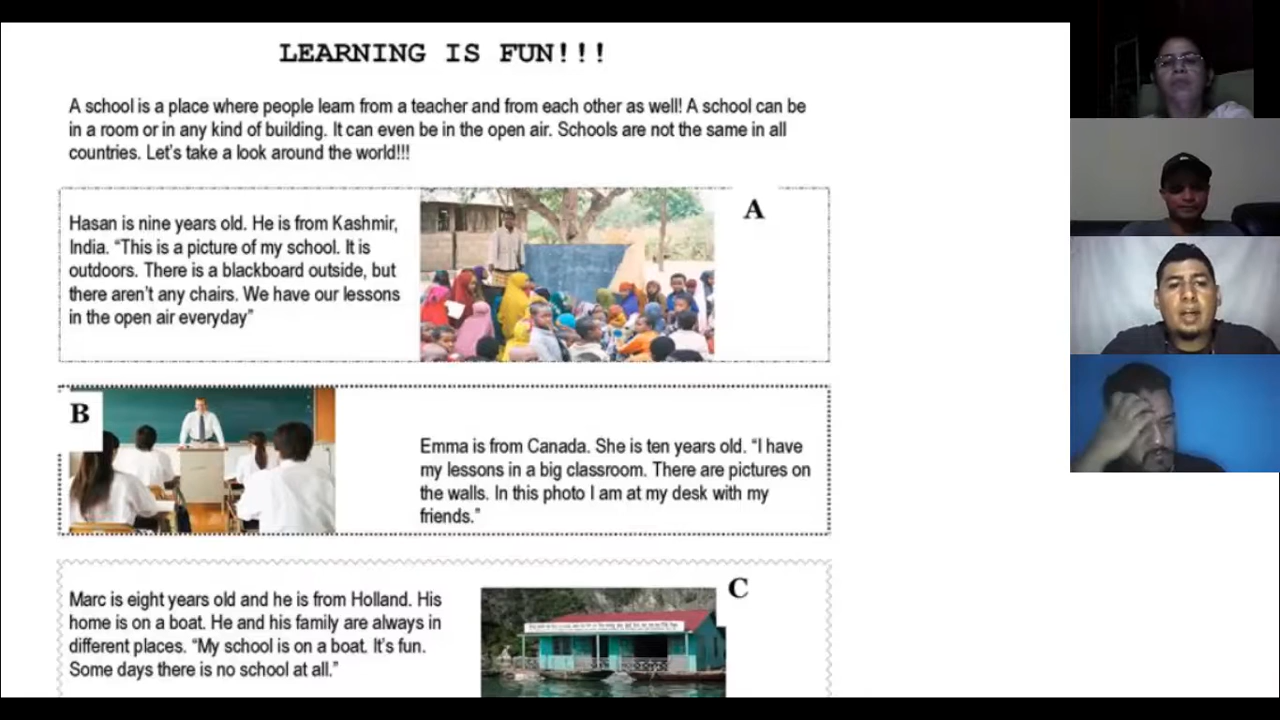 LEARNING IS FUN!!!
A school is a place where people learn from a teacher and from each other as well! A school can be
in a room or in any kind of building. It can even be in the open air. Schools are not the same in all
countries. Let's take a look around the world!!!
A
Hasan is nine years old. He is from Kashmir,
India. “This is a picture of my school. It is
outdoors. There is a blackboard outside, but
there aren't any chairs. We have our lessons
in the open air everyday”
B
Emma is from Canada. She is ten years old. “I have
my lessons in a big classroom. There are pictures on
the walls. In this photo I am at my desk with my
friends.”
C
Marc is eight years old and he is from Holland. His
home is on a boat. He and his family are always in
different places. “My school is on a boat. It's fun.
Some days there is no school at all.”